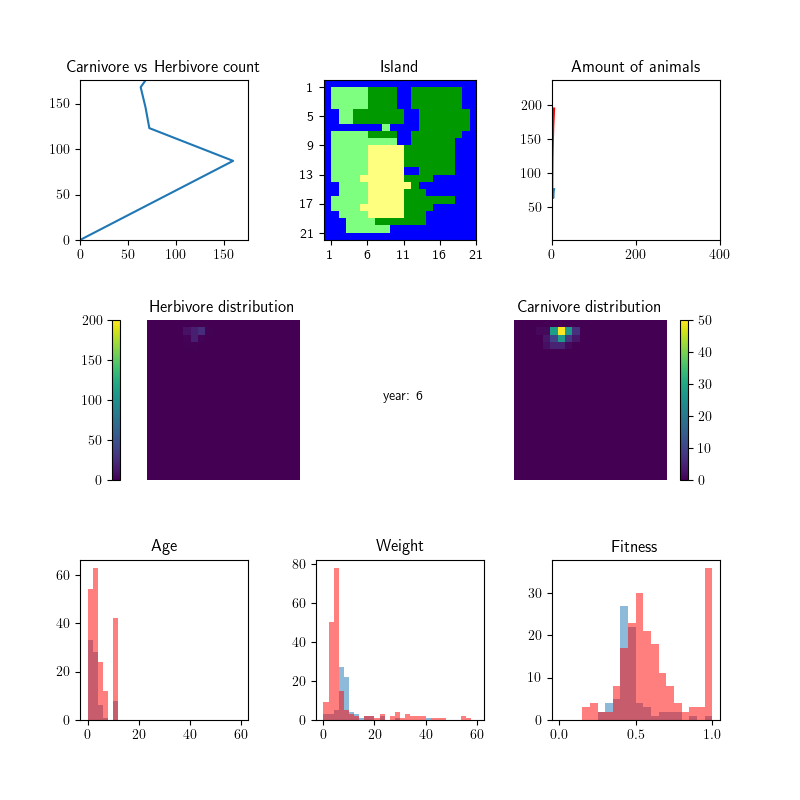 Carnivore vs Herbivore count
150
100
50
0
0 50 100 150
Island
1
5
9
13
17
21
1 6 11 16 21
Amount of animals
200
150
100
50
0 200 400
Herbivore distribution
200
150
100
50
0
year: 6
Carnivore distribution
50
40
30
20
10
0
Age
60
40
20
0
0 20 40 60
Weight
80
60
40
20
0
0 20 40 60
Fitness
30
20
10
0
0.0 0.5 1.0